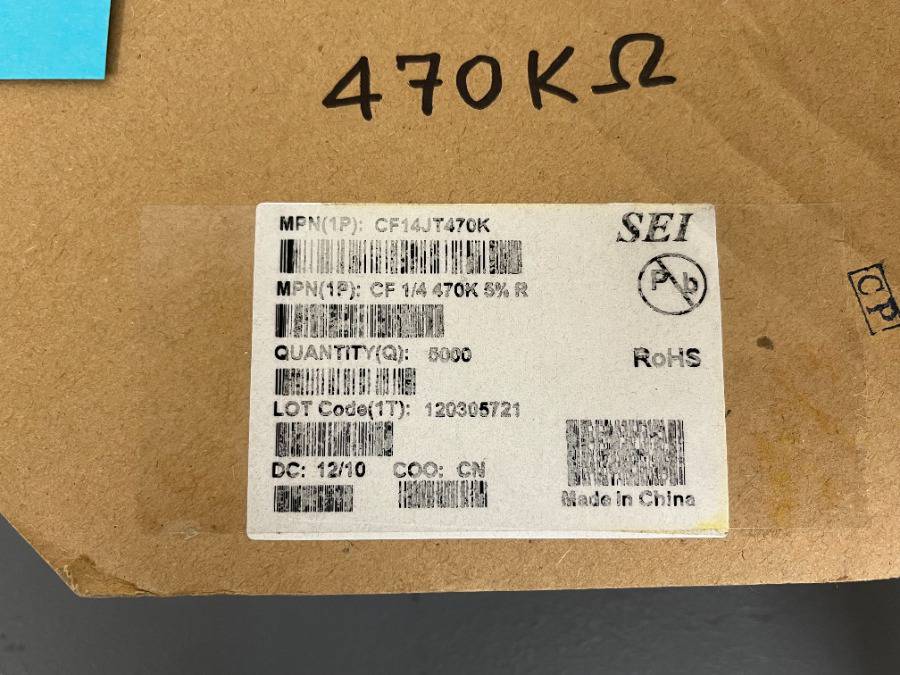 470KΩ
MPN(1P): CF14JT470K
SEI
MPN(1P): CF 1/4 470K 5% R
Pb
QUANTITY(Q): 5000
RoHS
LOT Code(1T): 120305721
DC: 12/10 COO: CN
Made in China
CP